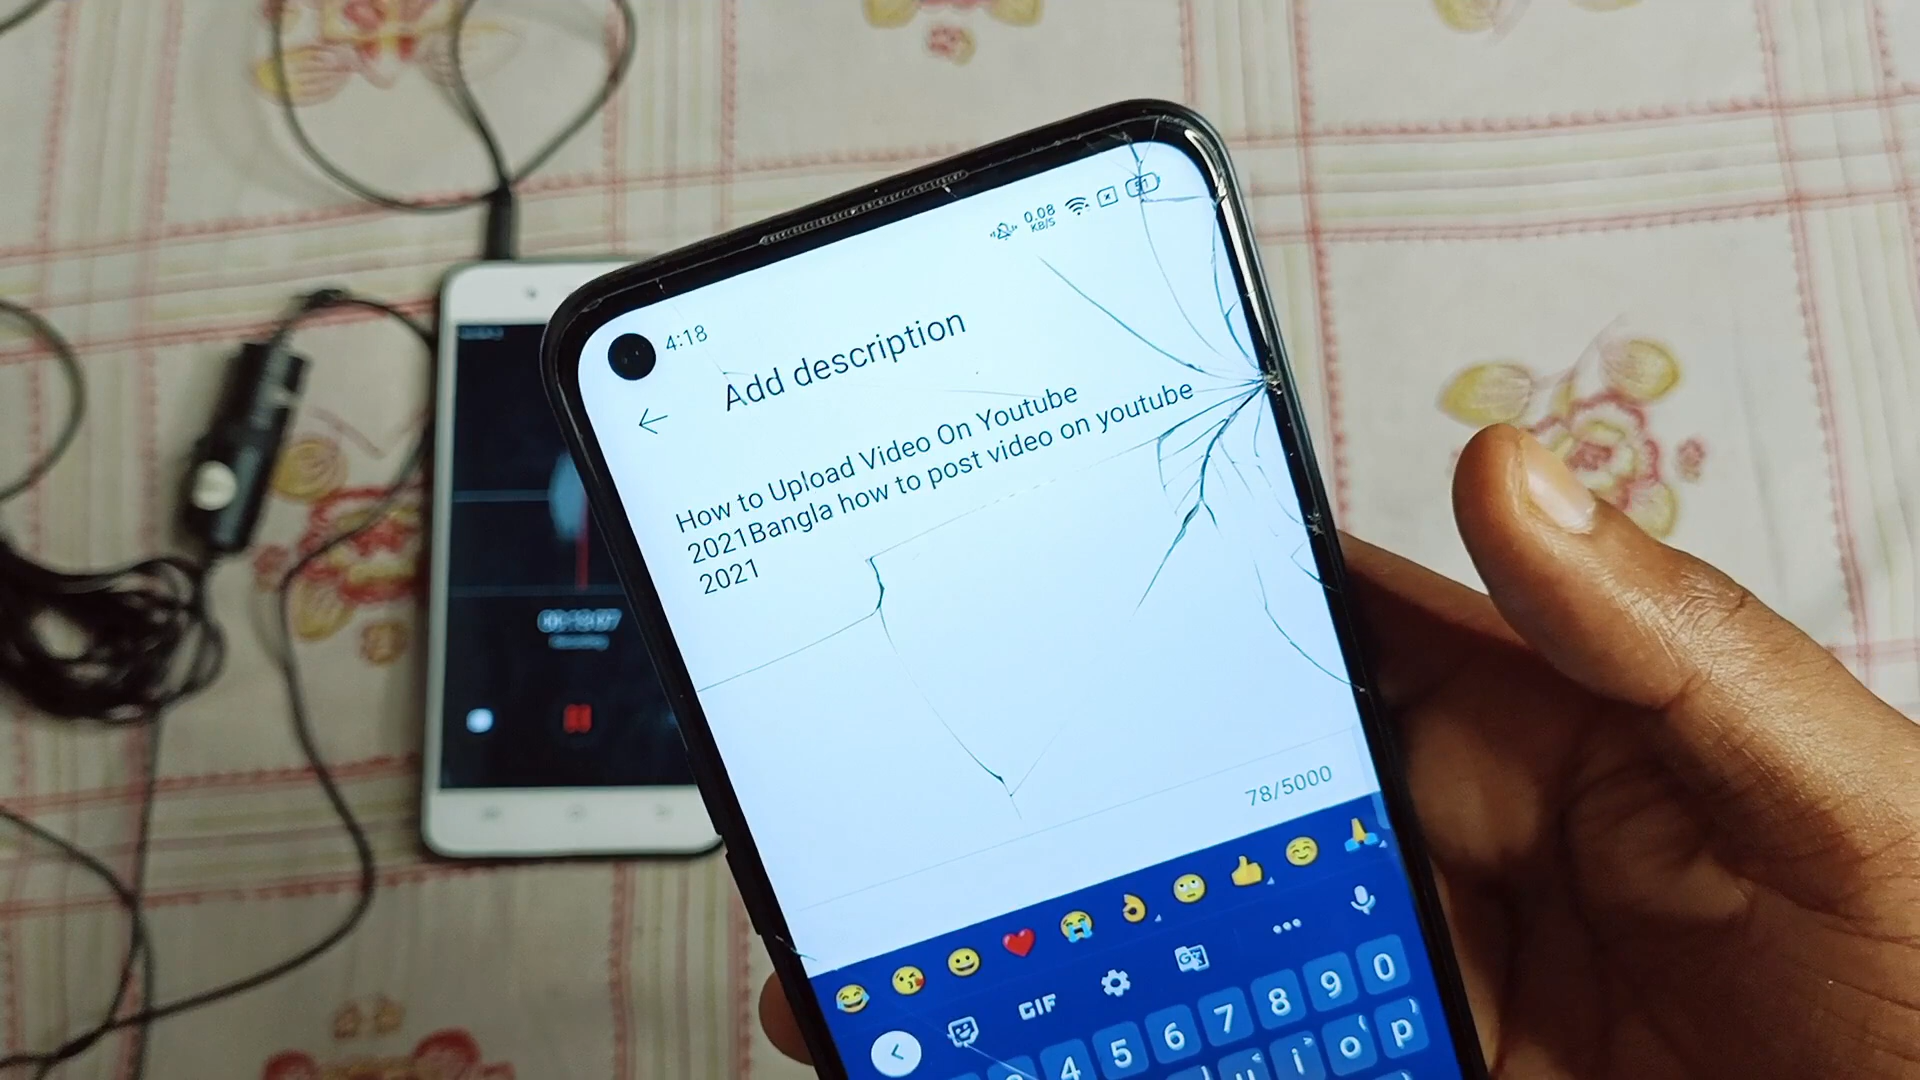 4:18
0.08
KB/S
51
Add description
How to Upload Video On Youtube
2021Bangla how to post video on youtube
2021
78/5000
GIF
4 5 6 7 8 9 0
u i o p